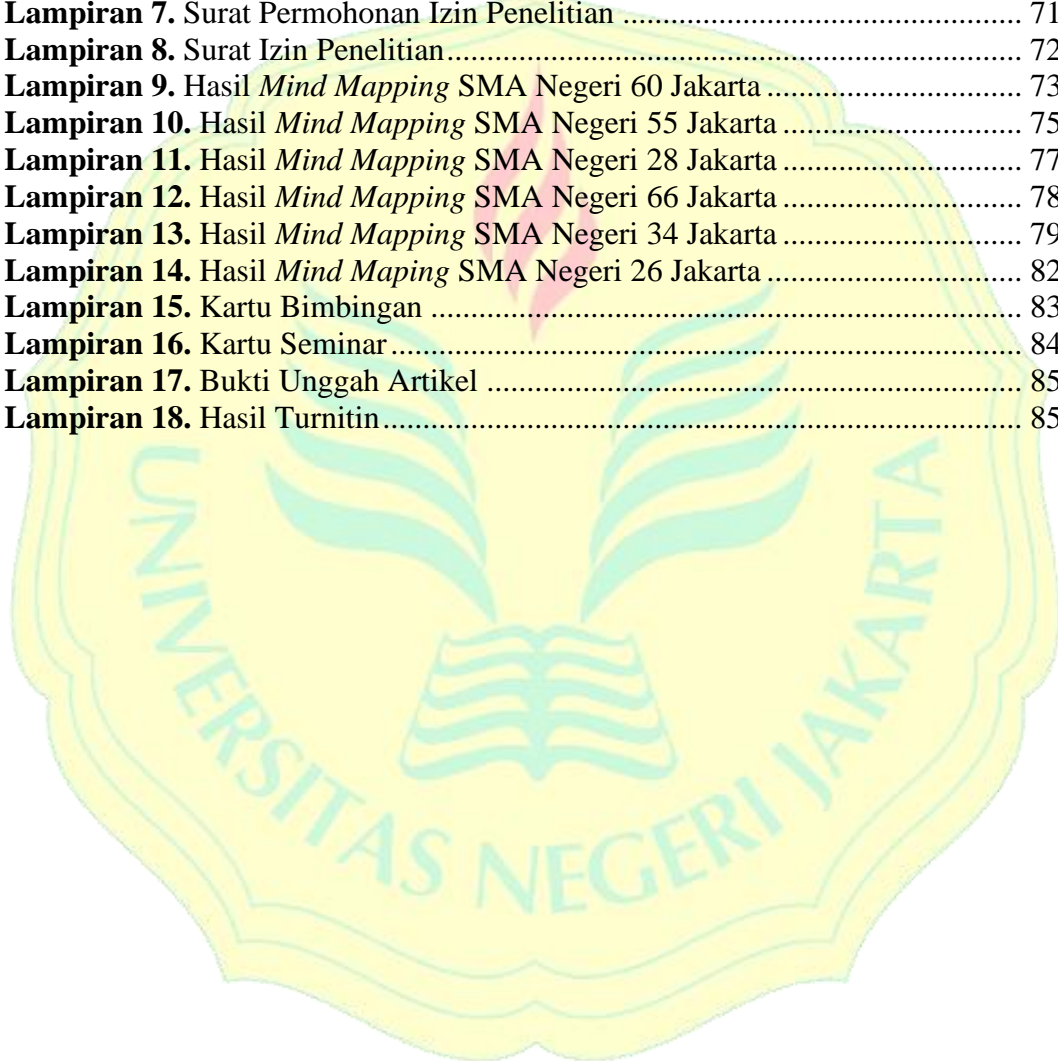 Lampiran 7. Surat Permohonan Izin Penelitian ........................................................ 71
Lampiran 8. Surat Izin Penelitian ................................................................................ 72
Lampiran 9. Hasil Mind Mapping SMA Negeri 60 Jakarta ................................... 73
Lampiran 10. Hasil Mind Mapping SMA Negeri 55 Jakarta ................................. 75
Lampiran 11. Hasil Mind Mapping SMA Negeri 28 Jakarta ................................. 77
Lampiran 12. Hasil Mind Mapping SMA Negeri 66 Jakarta ................................. 78
Lampiran 13. Hasil Mind Mapping SMA Negeri 34 Jakarta ................................. 79
Lampiran 14. Hasil Mind Maping SMA Negeri 26 Jakarta ................................... 82
Lampiran 15. Kartu Bimbingan .................................................................................. 83
Lampiran 16. Kartu Seminar ....................................................................................... 84
Lampiran 17. Bukti Unggah Artikel ........................................................................... 85
Lampiran 18. Hasil Turnitin ........................................................................................ 85
UNIVERSITAS NEGERI JAKARTA